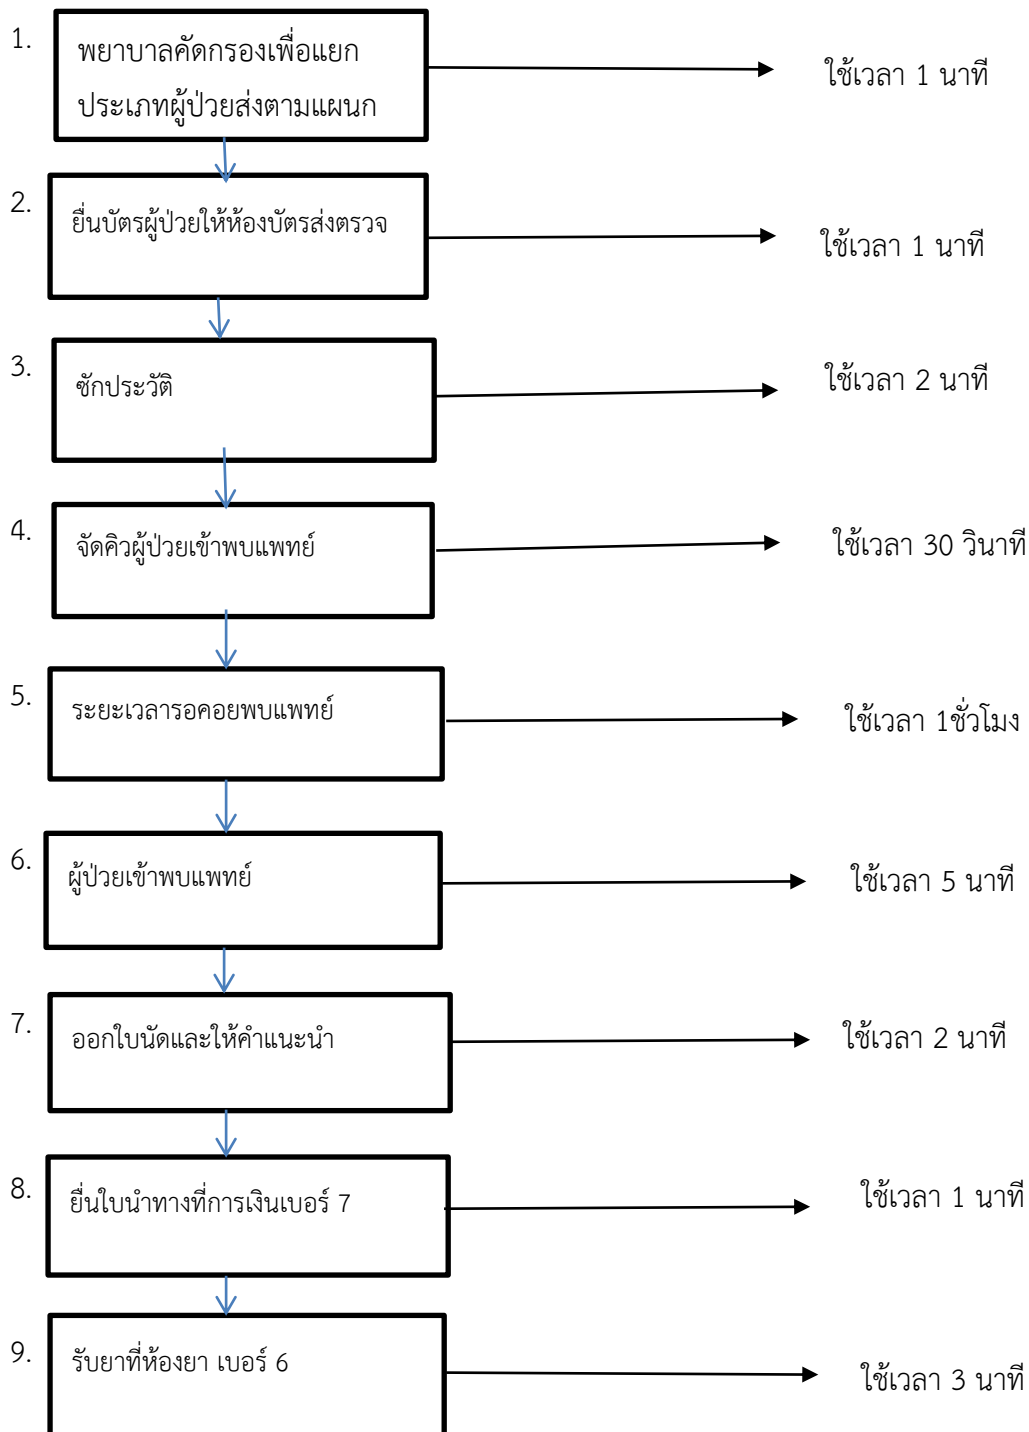 1.
พยาบาลคัดกรองเพื่อแยก
ประเภทผู้ป่วยส่งตามแผนก
ใช้เวลา 1 นาที
2.
ยื่นบัตรผู้ป่วยให้ห้องบัตรส่งตรวจ
ใช้เวลา 1 นาที
3.
ซักประวัติ
ใช้เวลา 2 นาที
4.
จัดคิวผู้ป่วยเข้าพบแพทย์
ใช้เวลา 30 วินาที
5.
ระยะเวลารอคอยพบแพทย์
ใช้เวลา 1ชั่วโมง
6.
ผู้ป่วยเข้าพบแพทย์
ใช้เวลา 5 นาที
7.
ออกใบนัดและให้คำแนะนำ
ใช้เวลา 2 นาที
8.
ยื่นใบนำทางที่การเงินเบอร์ 7
ใช้เวลา 1 นาที
9.
รับยาที่ห้องยา เบอร์ 6
ใช้เวลา 3 นาที